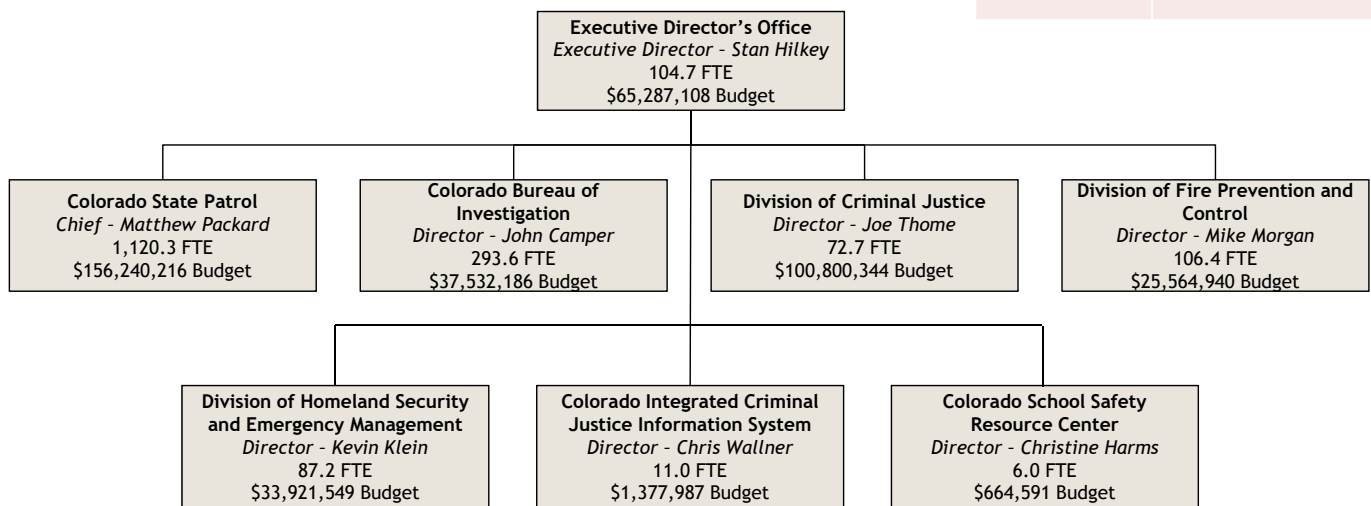 Executive Director’s Office
Executive Director – Stan Hilkey
104.7 FTE
$65,287,108 Budget
Colorado State Patrol
Chief – Matthew Packard
1,120.3 FTE
$156,240,216 Budget
Colorado Bureau of
Investigation
Director – John Camper
293.6 FTE
$37,532,186 Budget
Division of Criminal Justice
Director – Joe Thome
72.7 FTE
$100,800,344 Budget
Division of Fire Prevention and
Control
Director – Mike Morgan
106.4 FTE
$25,564,940 Budget
Division of Homeland Security
and Emergency Management
Director – Kevin Klein
87.2 FTE
$33,921,549 Budget
Colorado Integrated Criminal
Justice Information System
Director – Chris Wallner
11.0 FTE
$1,377,987 Budget
Colorado School Safety
Resource Center
Director – Christine Harms
6.0 FTE
$664,591 Budget